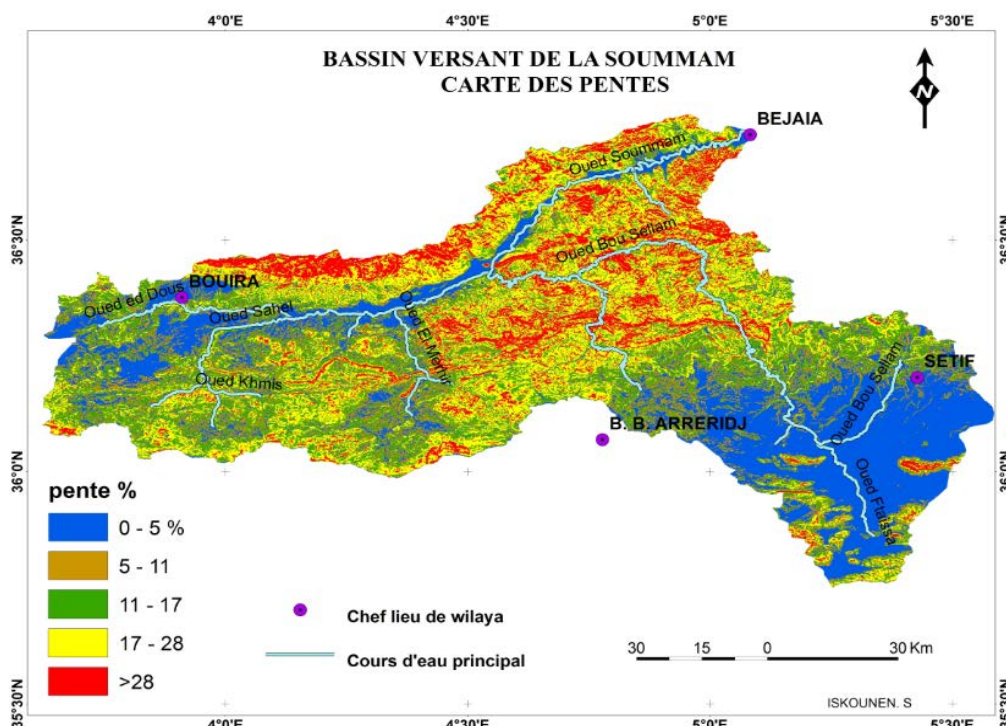 4°0'E
4°30'E
5°0'E
5°30'E
BASSIN VERSANT DE LA SOUMMAM
CARTE DES PENTES
N
BEJAIA
Oued Soummam
36°30'N
36°30'N
Oued Bou Sellam
BOUIRA
Oued ed Dous
Oued Sahel
Oued El Mehir
Oued Khmis
Oued Bou Sellam
SETIF
B. B. ARRERIDJ
36°0'N
36°0'N
Oued Ftaissa
pente %
0 - 5 %
5 - 11
11 - 17
17 - 28
>28
Chef lieu de wilaya
Cours d'eau principal
30 15 0 30 Km
ISKOUNEN. S
35°30'N
35°30'N
4°0'E
4°30'E
5°0'E
5°30'E